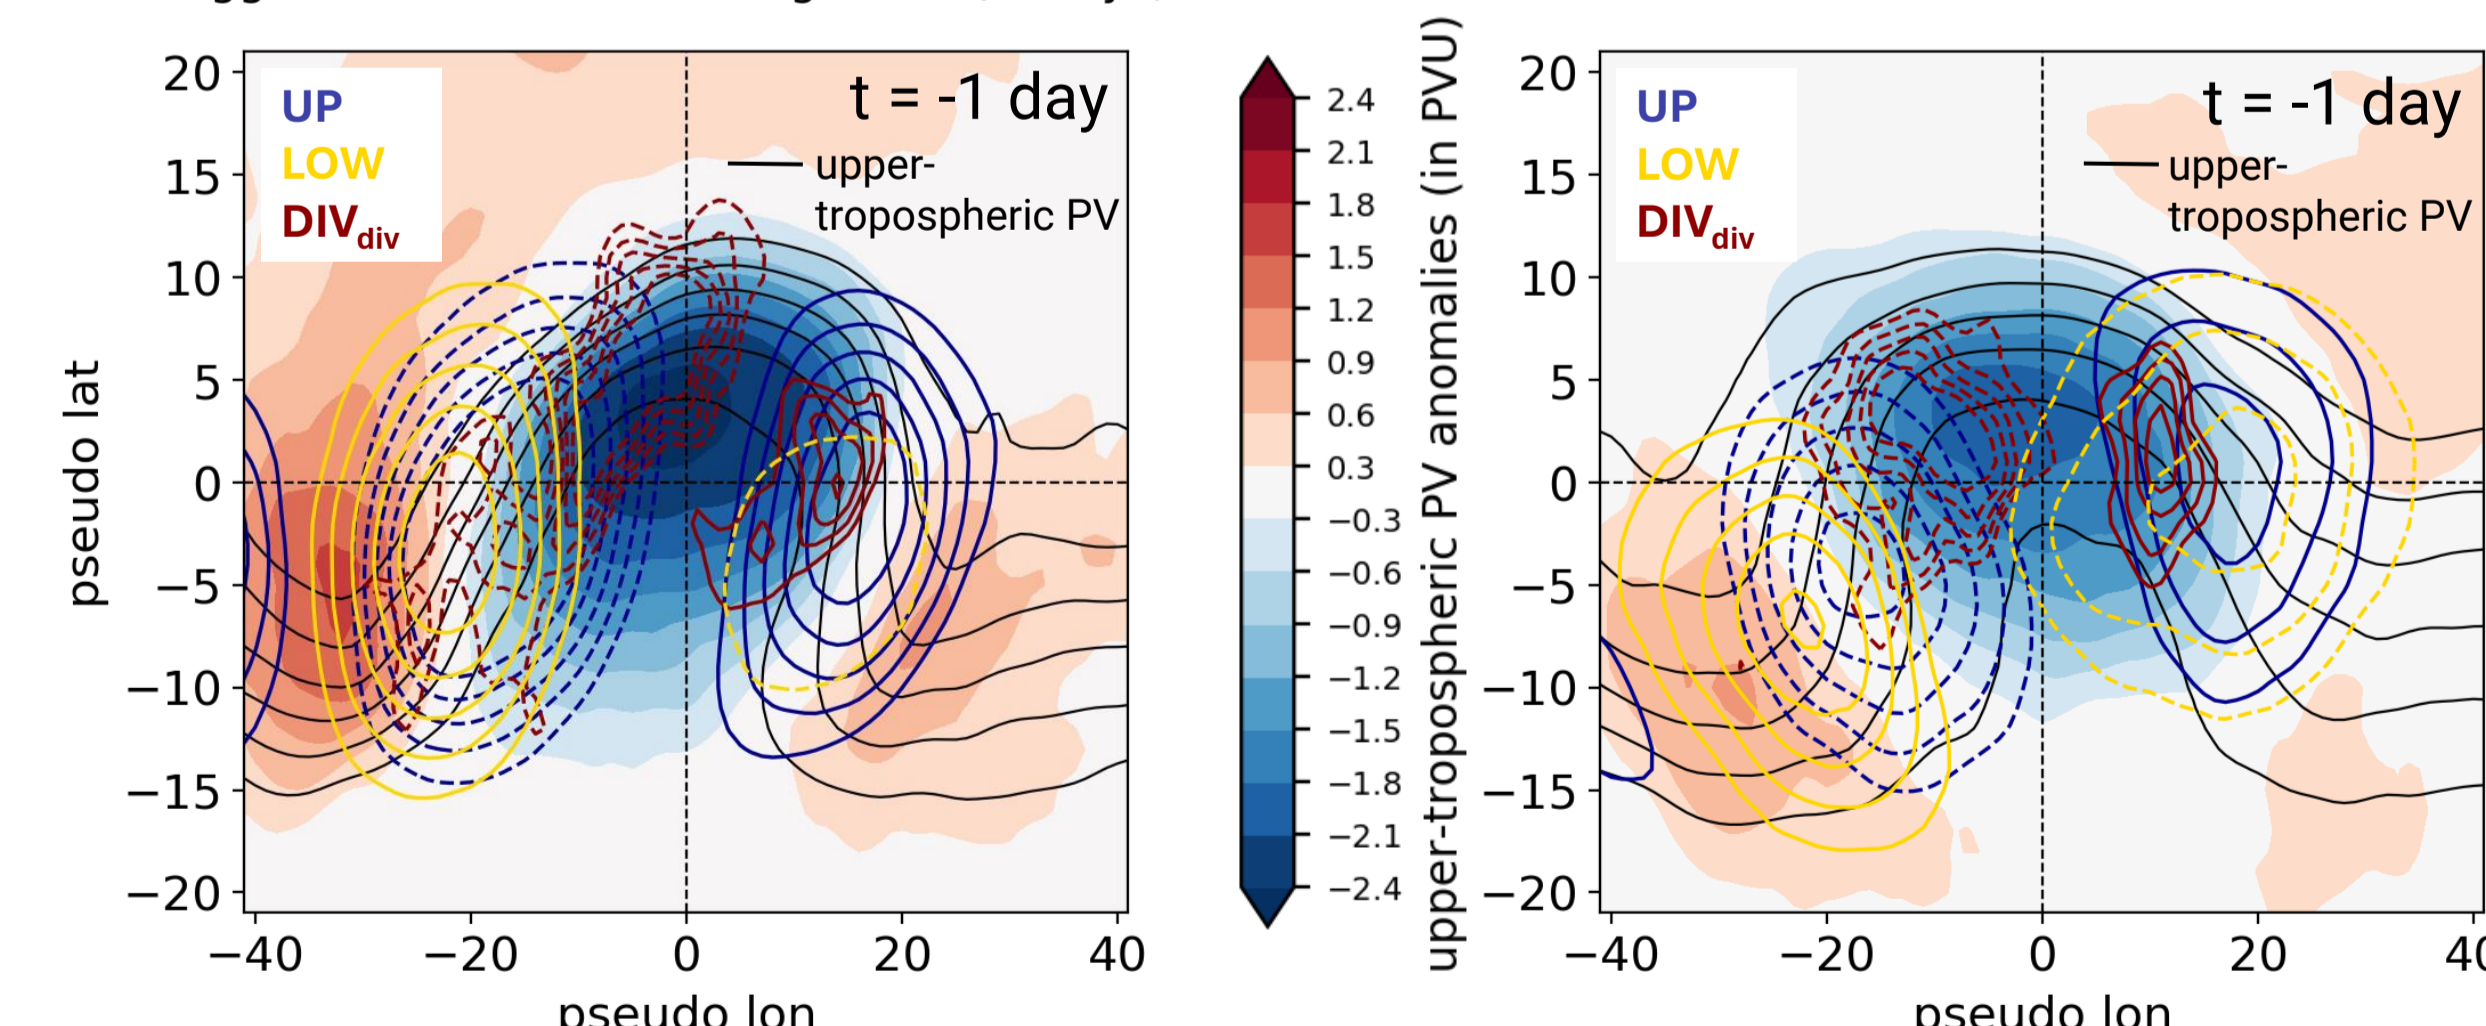 UP
LOW
DIVdiv
t = -1 day
upper-
tropospheric PV
pseudo lat
20
15
10
5
0
−5
−10
−15
−20
−40
−20
0
20
40
pseudo lon
2.4
2.1
1.8
1.5
1.2
0.9
0.6
0.3
−0.3
−0.6
−0.9
−1.2
−1.5
−1.8
−2.1
−2.4
upper-tropospheric PV anomalies (in PVU)
UP
LOW
DIVdiv
t = -1 day
upper-
tropospheric PV
20
15
10
5
0
−5
−10
−15
−20
−40
−20
0
20
pseudo lon